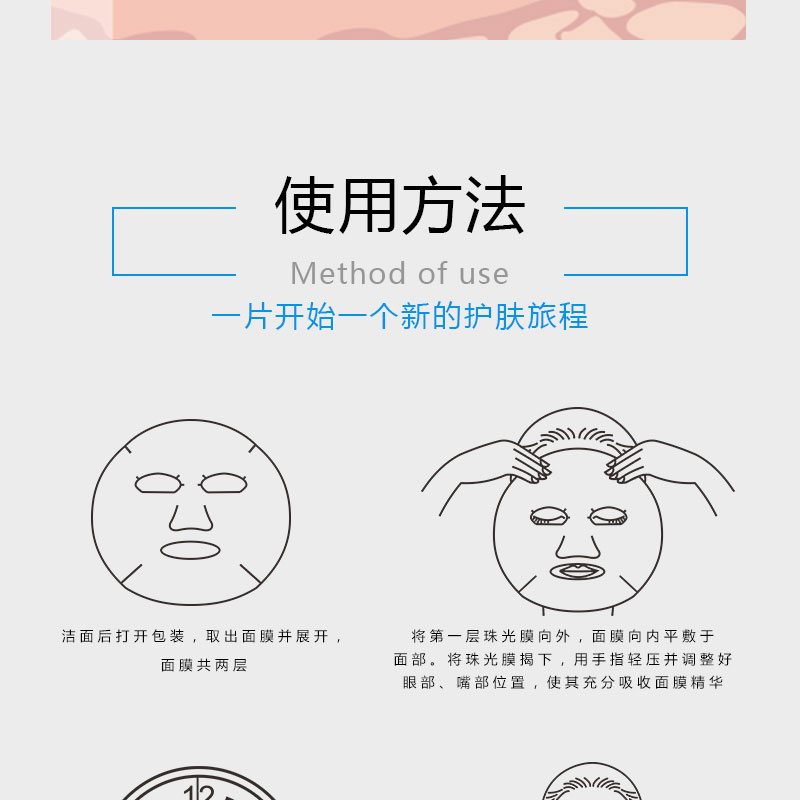 使用方法
Method of use
一片开始一个新的护肤旅程
洁面后打开包装，取出面膜并展开，
面膜共两层
将第一层珠光膜向外，面膜向内平敷于
面部。将珠光膜揭下，用手指轻压并调整好
眼部、嘴部位置，使其充分吸收面膜精华
12